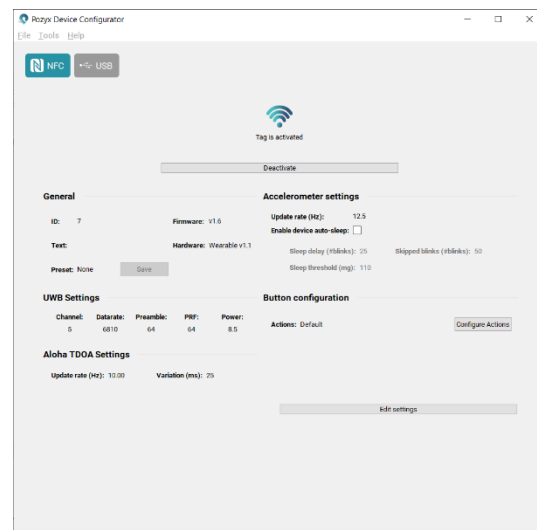 Pozyx Device Configurator
File Tools Help
NFC USB
Tag is activated
Deactivate
General
ID: 7 Firmware: v1.6
Text: Hardware: Wearable v1.1
Preset: None Save
Accelerometer settings
Update rate (Hz): 12.5
Enable device auto-sleep:
Sleep delay (#blinks): 25 Skipped blinks (#blinks): 50
Sleep threshold (mg): 110
UWB Settings
Channel: Datarate: Preamble: PRF: Power:
5 6810 64 64 8.5
Button configuration
Actions: Default Configure Actions
Aloha TDOA Settings
Update rate (Hz): 10.00 Variation (ms): 25
Edit settings